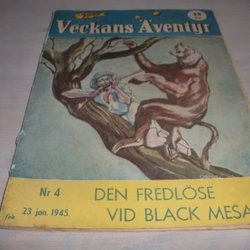 Veckans Äventyr
Nr 4
23 jan. 1945.
DEN FREDLÖSE
VID BLACK MESA